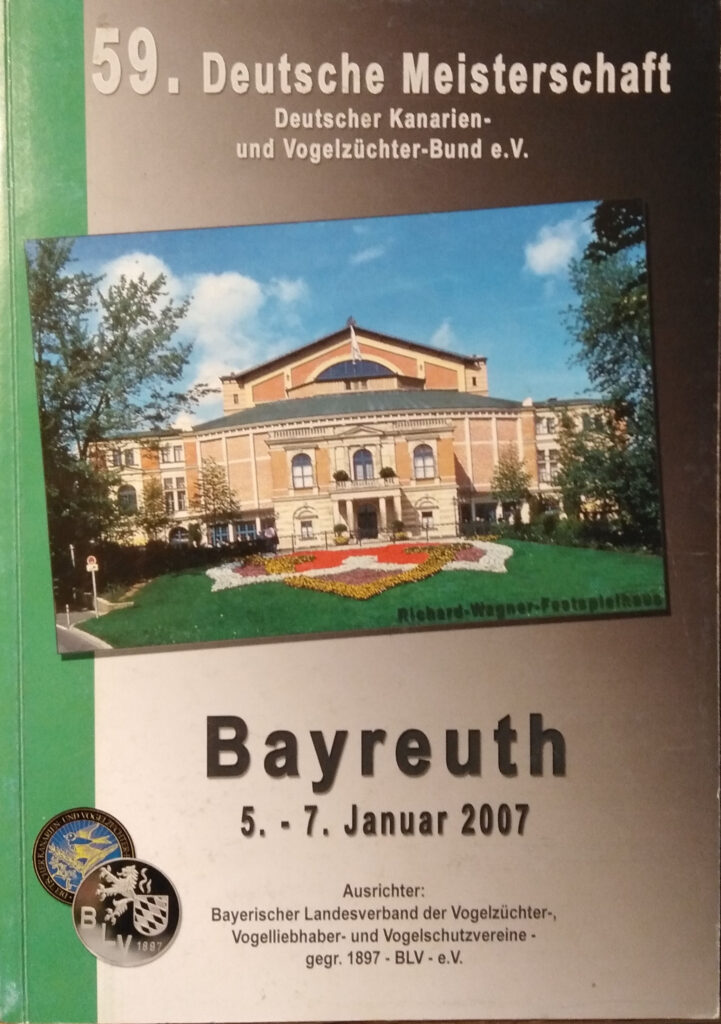 59. Deutsche Meisterschaft
Deutscher Kanarien-
und Vogelzüchter-Bund e.V.
Richard-Wagner-Festspielhaus
Bayreuth
5. - 7. Januar 2007
B
L
V 1897
Ausrichter:
Bayerischer Landesverband der Vogelzüchter-,
Vogelliebhaber- und Vogelschutzvereine -
gegr. 1897 - BLV - e.V.